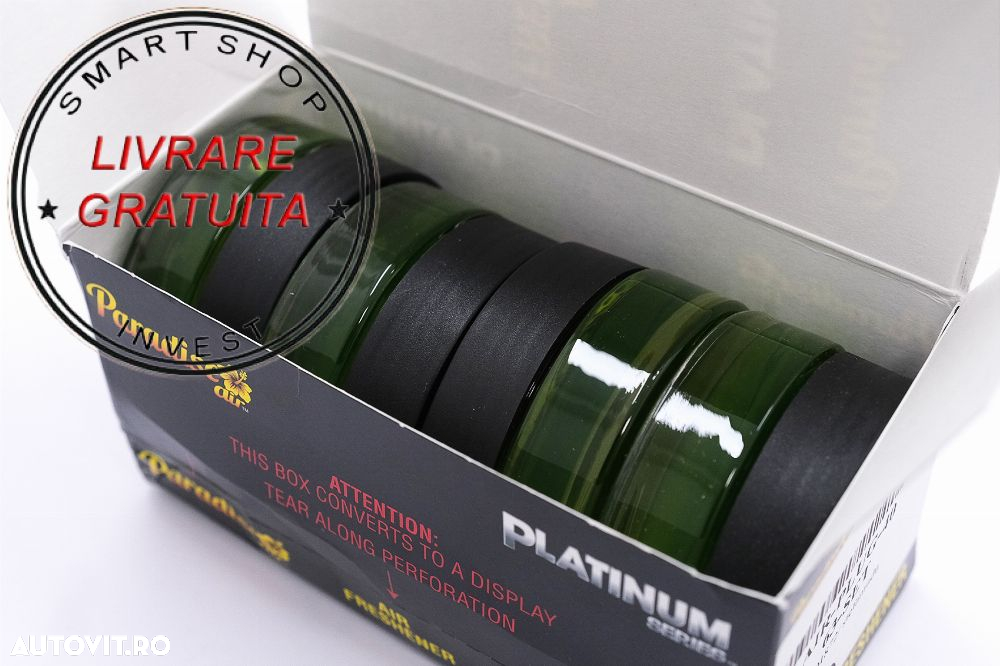 SMART SHOP
LIVRARE
GRATUITA
INVEST
Paradise
air™
ATTENTION:
THIS BOX CONVERTS TO A DISPLAY
TEAR ALONG PERFORATION
PLATINUM
SERIES
Paradise
AIR
FRESHENER
AUTOVIT.RO